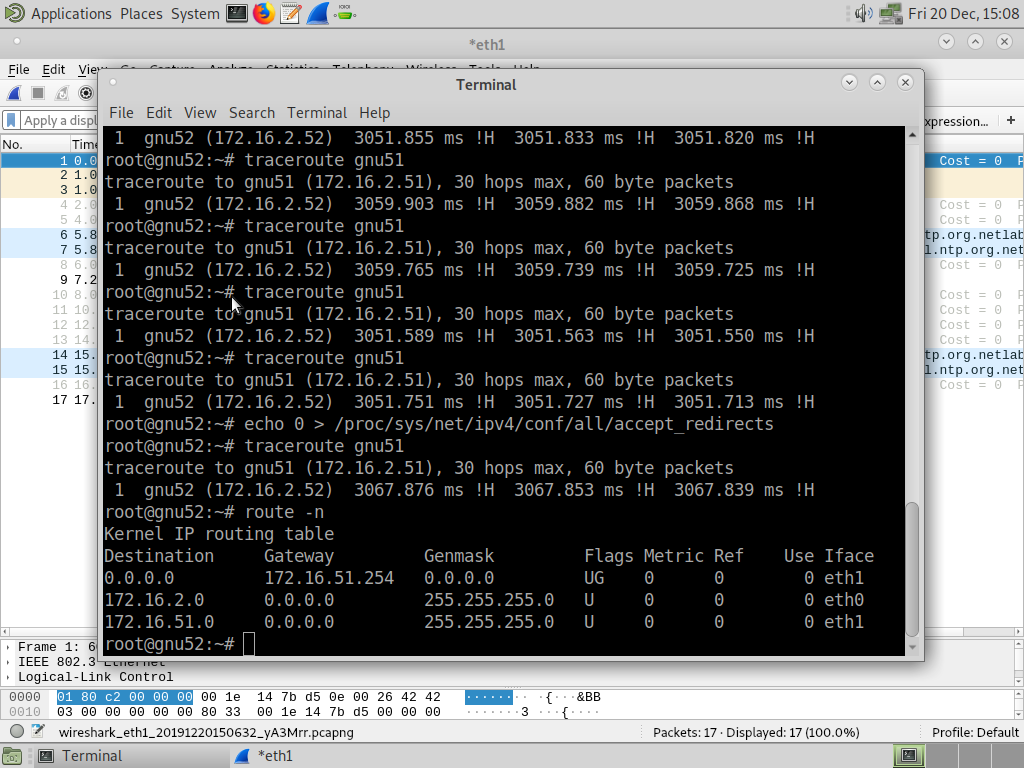 Applications Places System Fri 20 Dec, 15:08
*eth1
File Edit View Go Capture Analyze Statistics Telephony Wireless Tools Help
Terminal
File Edit View Search Terminal Help
Apply a displ xpression... +
No. Time
1 0.0 Cost = 0 P
2 1.0
3 1.0
4 2.0 Cost = 0 P
5 4.0 Cost = 0 P
6 5.8 tp.org.netlab
7 5.8 l.ntp.org.net
8 6.0 Cost = 0 P
9 7.2
10 8.0 Cost = 0 P
11 10. Cost = 0 P
12 12. Cost = 0 P
13 14. Cost = 0 P
14 15. tp.org.netlab
15 15. l.ntp.org.net
16 16. Cost = 0 P
17 17.
1 gnu52 (172.16.2.52) 3051.855 ms !H 3051.833 ms !H 3051.820 ms !H
root@gnu52:~# traceroute gnu51
traceroute to gnu51 (172.16.2.51), 30 hops max, 60 byte packets
1 gnu52 (172.16.2.52) 3059.903 ms !H 3059.882 ms !H 3059.868 ms !H
root@gnu52:~# traceroute gnu51
traceroute to gnu51 (172.16.2.51), 30 hops max, 60 byte packets
1 gnu52 (172.16.2.52) 3059.765 ms !H 3059.739 ms !H 3059.725 ms !H
root@gnu52:~# traceroute gnu51
traceroute to gnu51 (172.16.2.51), 30 hops max, 60 byte packets
1 gnu52 (172.16.2.52) 3051.589 ms !H 3051.563 ms !H 3051.550 ms !H
root@gnu52:~# traceroute gnu51
traceroute to gnu51 (172.16.2.51), 30 hops max, 60 byte packets
1 gnu52 (172.16.2.52) 3051.751 ms !H 3051.727 ms !H 3051.713 ms !H
root@gnu52:~# echo 0 > /proc/sys/net/ipv4/conf/all/accept_redirects
root@gnu52:~# traceroute gnu51
traceroute to gnu51 (172.16.2.51), 30 hops max, 60 byte packets
1 gnu52 (172.16.2.52) 3067.876 ms !H 3067.853 ms !H 3067.839 ms !H
root@gnu52:~# route -n
Kernel IP routing table
Destination Gateway Genmask Flags Metric Ref Use Iface
0.0.0.0 172.16.51.254 0.0.0.0 UG 0 0 0 eth1
172.16.2.0 0.0.0.0 255.255.255.0 U 0 0 0 eth0
172.16.51.0 0.0.0.0 255.255.255.0 U 0 0 0 eth1
root@gnu52:~#
Frame 1: 6
IEEE 802.3 Ethernet
Logical-Link Control
0000 01 80 c2 00 00 00 00 1e 14 7b d5 0e 00 26 42 42 ········ ·{···&BB
0010 03 00 00 00 00 00 80 33 00 1e 14 7b d5 00 00 00 ·······3 ···{····
wireshark_eth1_20191220150632_yA3Mrr.pcapng Packets: 17 · Displayed: 17 (100.0%) Profile: Default
Terminal *eth1